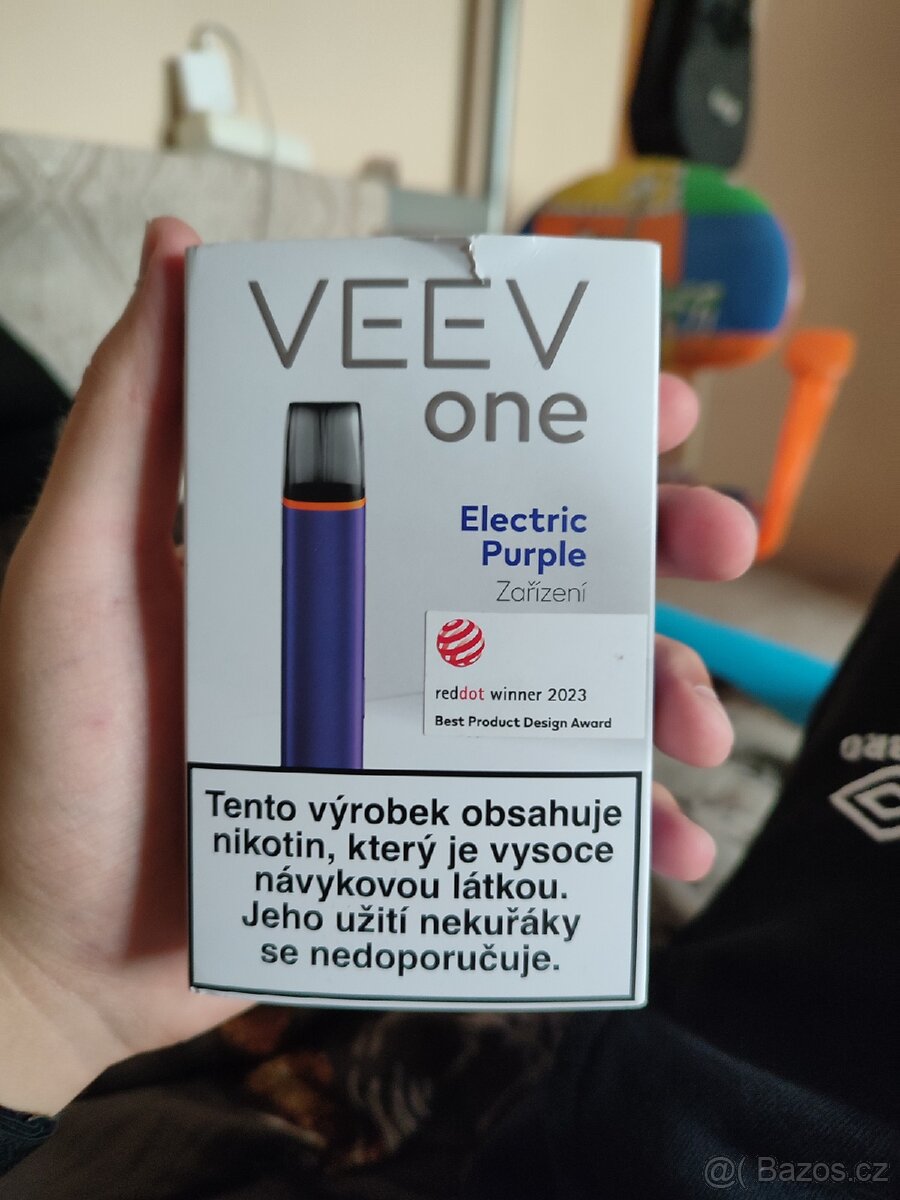 VEEV
one
Electric
Purple
Zařízení
reddot winner 2023
Best Product Design Award
Tento výrobek obsahuje
nikotin, který je vysoce
návykovou látkou.
Jeho užití nekuřáky
se nedoporučuje.
@( Bazos.cz